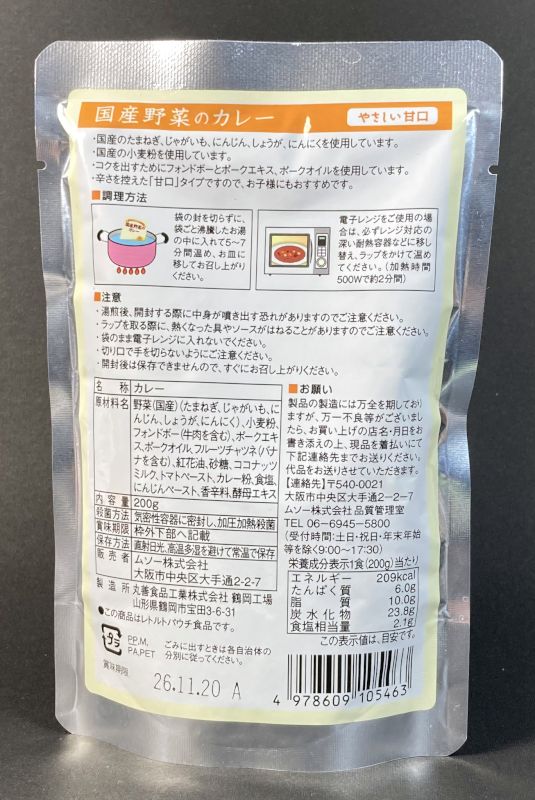 国産野菜のカレー
やさしい甘口
・国産のたまねぎ、じゃがいも、にんじん、しょうが、にんにくを使用しています。
・国産の小麦粉を使用しています。
・コクを出すためにフォンドボーとポークエキス、ポークオイルを使用しています。
・辛さを控えた「甘口」タイプですので、お子様にもおすすめです。
■調理方法
袋の封を切らずに、
袋ごと沸騰したお湯
の中に入れて5〜7
分間温め、お皿に
移してお召し上がり
ください。
電子レンジをご使用の場
合は、必ずレンジ対応の
深い耐熱容器などに移し替
え、ラップをかけて温め
てください。(加熱時間
500Wで約2分間)
■注意
・湯煎後、開封する際に中身が噴き出す恐れがありますのでご注意ください。
・ラップを取る際に、熱くなった具やソースがはねることがありますのでご注意ください。
・袋のまま電子レンジに入れないでください。
・切り口で手を切らないようにご注意ください。
・開封後は保存できませんので、すぐにお召し上がりください。
名称 カレー
原材料名 野菜(国産)(たまねぎ、じゃがいも、に
んじん、しょうが、にんにく)、小麦粉、
フォンドボー(牛肉を含む)、ポークエキ
ス、ポークオイル、フルーツチャツネ(バナ
ナを含む)、紅花油、砂糖、ココナッツ
ミルク、トマトペースト、カレー粉、食塩、
にんじんペースト、香辛料、酵母エキス
内容量 200g
殺菌方法 気密性容器に密封し、加圧加熱殺菌
賞味期限 枠外下部へ記載
保存方法 直射日光、高温多湿を避けて常温で保存
販売者 ムソー株式会社
大阪市中央区大手通2-2-7
製造所 丸善食品工業株式会社 鶴岡工場
山形県鶴岡市宝田3-6-31
●この商品はレトルトパウチ食品です。
■お願い
製品の製造には万全を期しており
ますが、万一不良等がございまし
たら、お買い上げの店名・月日をお
書き添えの上、現品を着払いにて
下記連絡先までお送りください。
代品をお送りさせていただきます。
【連絡先】〒540-0021
大阪市中央区大手通2-2-7
ムソー株式会社 品質管理室
TEL 06-6945-5800
(受付時間:土日・祝日・年末年始
等を除く9:00〜17:30)
栄養成分表示1食(200g)当たり
エネルギー 209kcal
たんぱく質 6.0g
脂質 10.0g
炭水化物 23.8g
食塩相当量 2.1g
この表示値は、目安です。
プラ
P.P,M,
PA,PET
ごみに出すときは各自治体の
分別に従ってください。
賞味期限
26.11.20 A
4 978609 105463